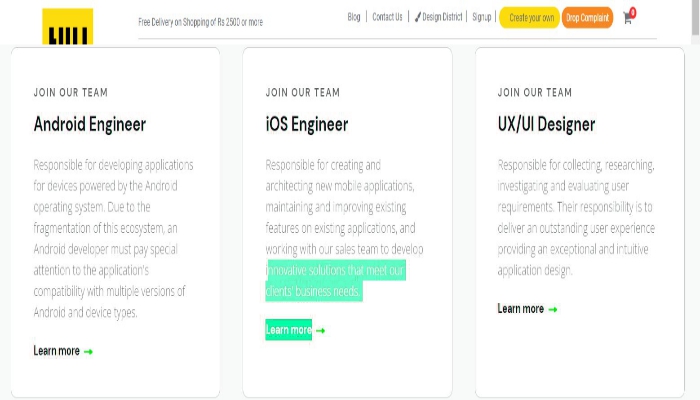 Free Delivery on Shopping of Rs 2500 or more
Blog
Contact Us
Design District
Signup
Create your own
Drop Complaint
0
JOIN OUR TEAM
Android Engineer
Responsible for developing applications
for devices powered by the Android
operating system. Due to the
fragmentation of this ecosystem, an
Android developer must pay special
attention to the application's
compatibility with multiple versions of
Android and device types.
Learn more
JOIN OUR TEAM
iOS Engineer
Responsible for creating and
architecting new mobile applications,
maintaining and improving existing
features on existing applications, and
working with our sales team to develop
innovative solutions that meet our
clients' business needs.
Learn more
JOIN OUR TEAM
UX/UI Designer
Responsible for collecting, researching,
investigating and evaluating user
requirements. Their responsibility is to
deliver an outstanding user experience
providing an exceptional and intuitive
application design.
Learn more